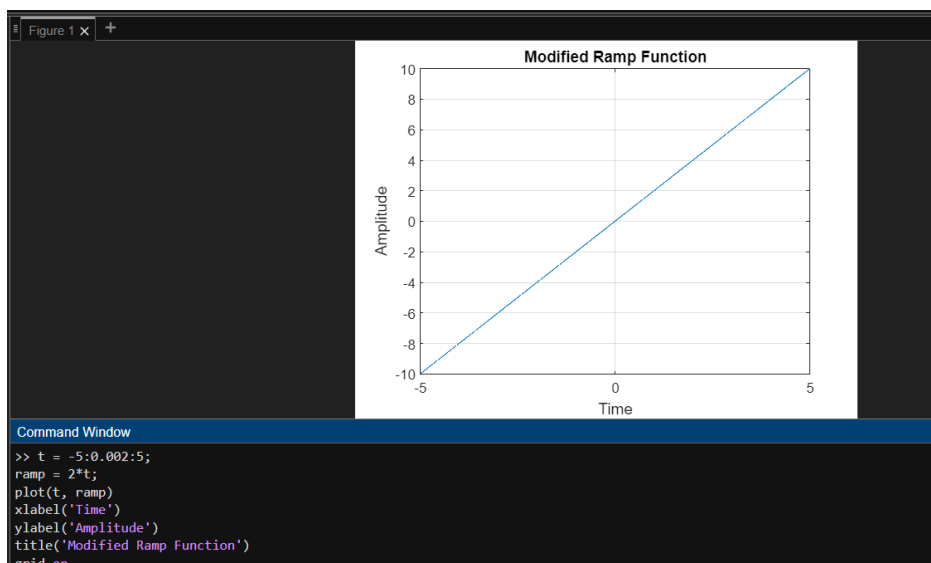 Figure 1 x +
Modified Ramp Function
10
8
6
4
2
0
-2
-4
-6
-8
-10
Amplitude
-5 0 5
Time
Command Window
>> t = -5:0.002:5;
ramp = 2*t;
plot(t, ramp)
xlabel('Time')
ylabel('Amplitude')
title('Modified Ramp Function')
grid on